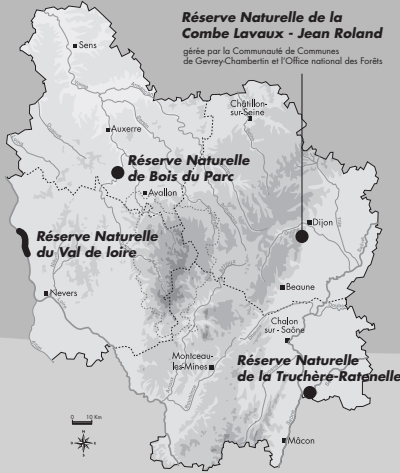 Réserve Naturelle de la
Combe Lavaux - Jean Roland
gérée par la Communauté de Communes
de Gevrey-Chambertin et l'Office national des Forêts
Sens
Châtillon-
sur-Seine
Auxerre
Réserve Naturelle
de Bois du Parc
Avallon
Dijon
Réserve Naturelle
du Val de loire
Beaune
Nevers
Chalon
sur - Saône
Montceau-
les-Mines
Réserve Naturelle
de la Truchère-Ratenelle
0 10 Km
Mâcon